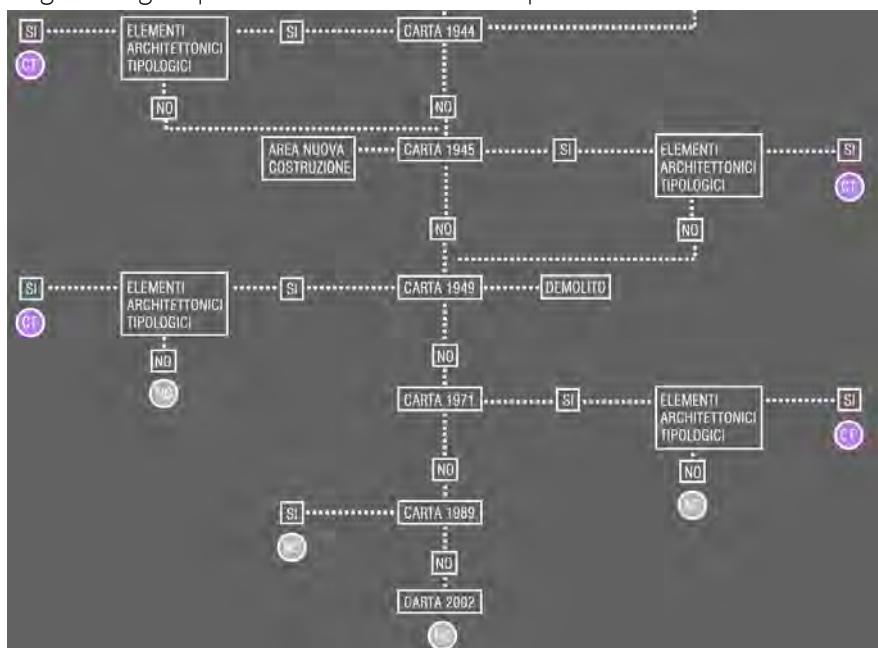 SI
ELEMENTI
ARCHITETTONICI
TIPOLOGICI
SI
CARTA 1944
CT
NO
NO
AREA NUOVA
COSTRUZIONE
CARTA 1945
SI
ELEMENTI
ARCHITETTONICI
TIPOLOGICI
SI
CT
NO
NO
SI
ELEMENTI
ARCHITETTONICI
TIPOLOGICI
SI
CARTA 1949
DEMOLITO
CT
NO
NO
CARTA 1971
SI
ELEMENTI
ARCHITETTONICI
TIPOLOGICI
SI
CT
NO
NO
SI
CARTA 1989
NO
CARTA 2002